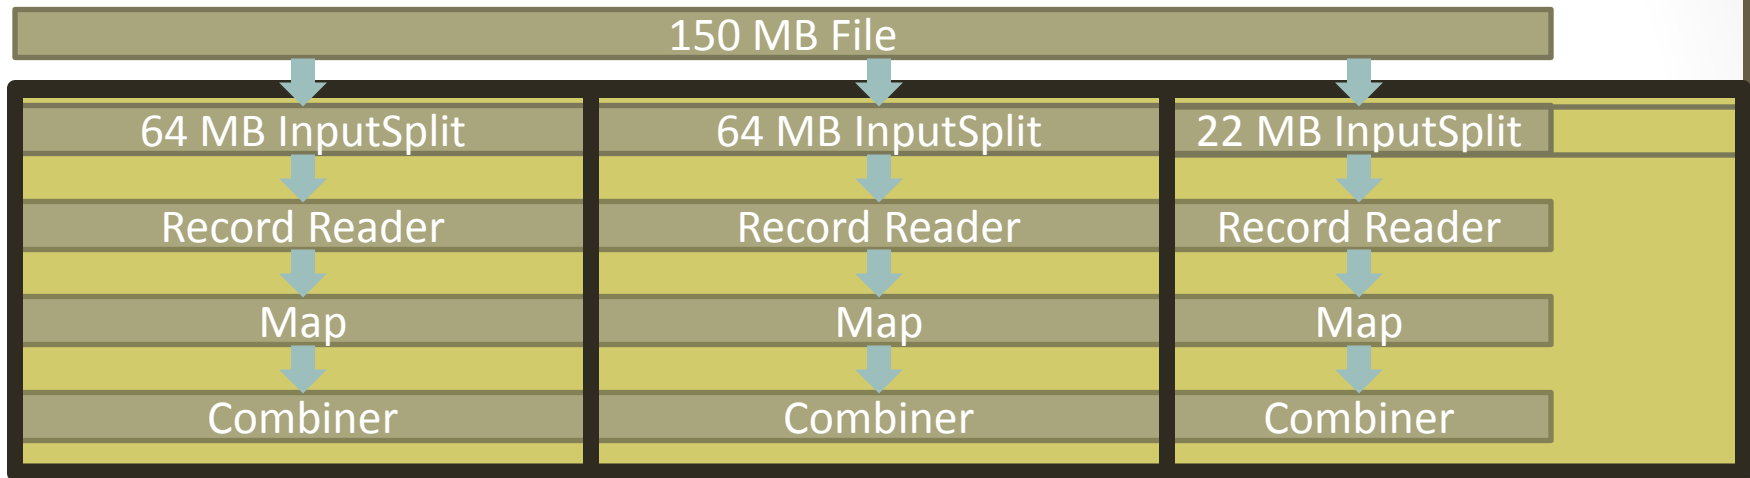 150 MB File
64 MB InputSplit
64 MB InputSplit
22 MB InputSplit
Record Reader
Record Reader
Record Reader
Map
Map
Map
Combiner
Combiner
Combiner